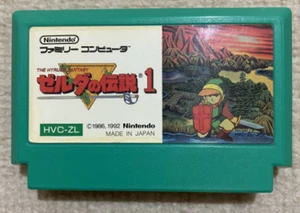 Nintendo
ファミリー コンピュータ
THE HYRULE FANTASY
ゼルダの伝説1
HVC-ZL
©1986,1992 Nintendo
MADE IN JAPAN